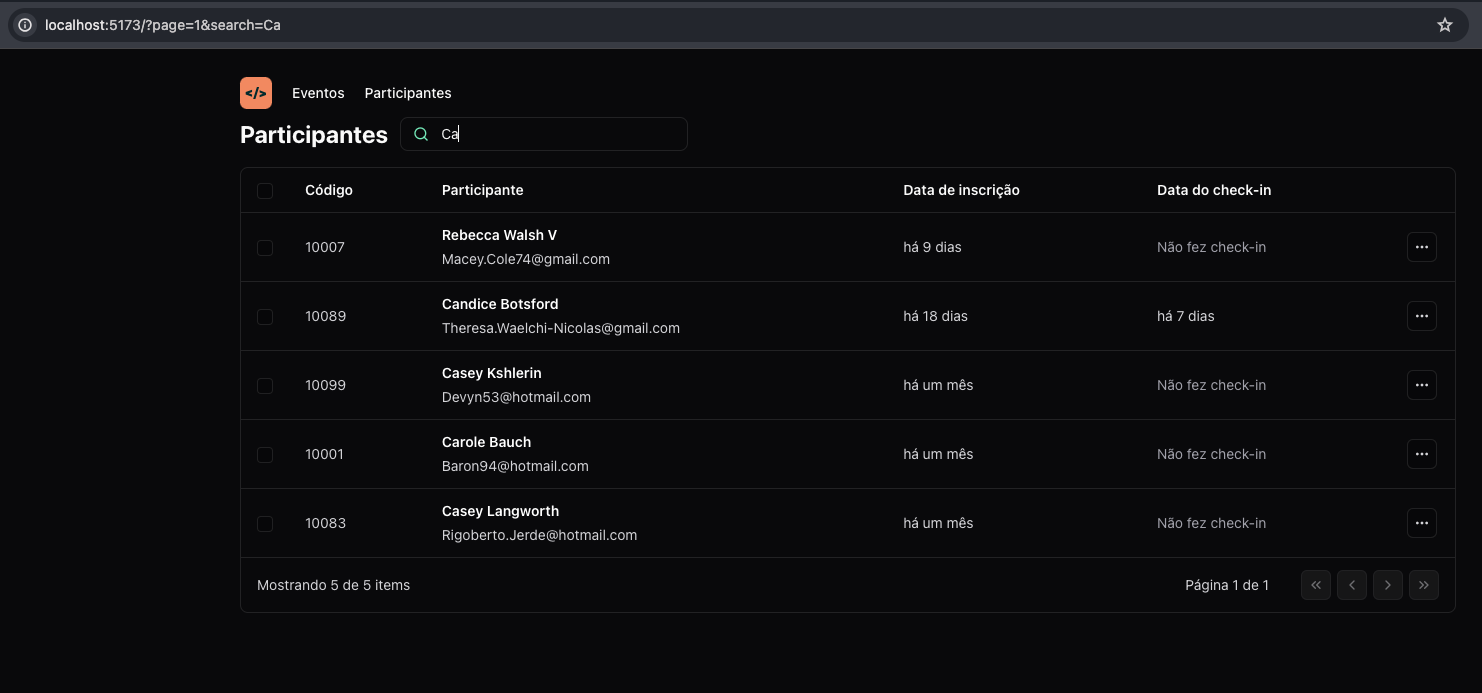 localhost:5173/?page=1&search=Ca
</> Eventos Participantes
Participantes Ca
Código Participante Data de inscrição Data do check-in
Rebecca Walsh V
10007 há 9 dias Não fez check-in
Macey.Cole74@gmail.com
Candice Botsford
10089 há 18 dias há 7 dias
Theresa.Waelchi-Nicolas@gmail.com
Casey Kshlerin
10099 há um mês Não fez check-in
Devyn53@hotmail.com
Carole Bauch
10001 há um mês Não fez check-in
Baron94@hotmail.com
Casey Langworth
10083 há um mês Não fez check-in
Rigoberto.Jerde@hotmail.com
Mostrando 5 de 5 items Página 1 de 1